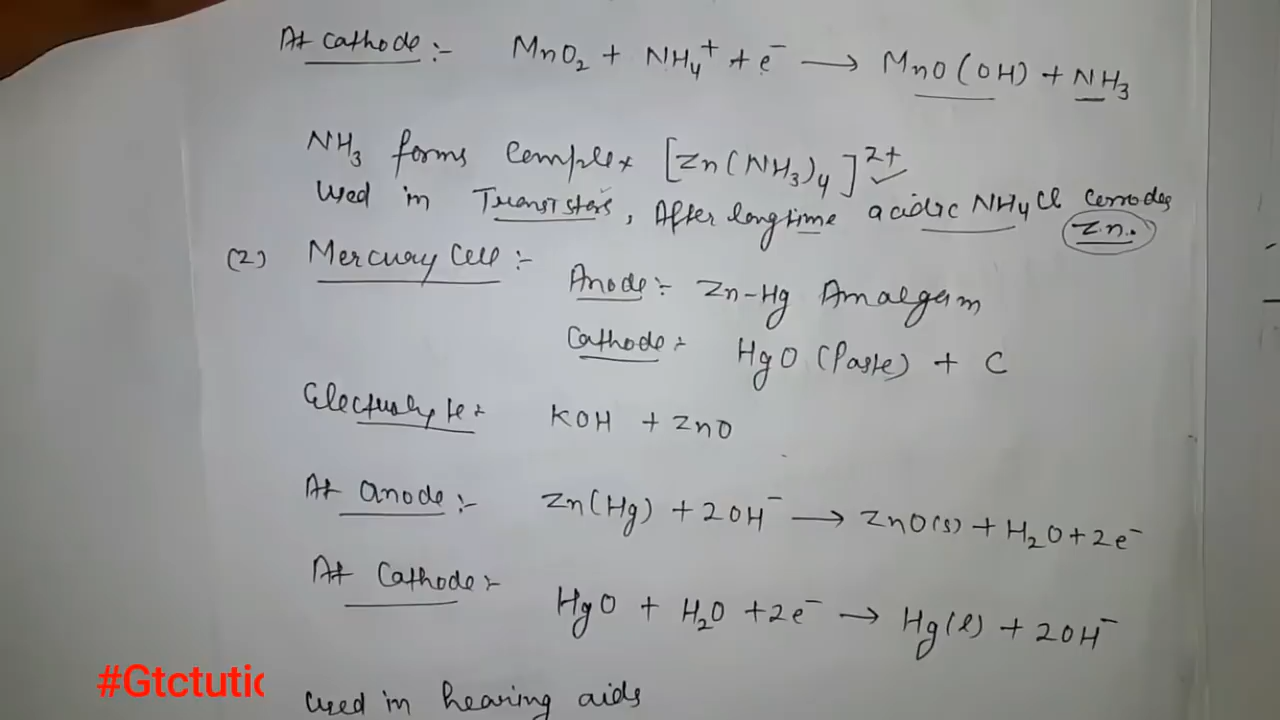 At cathode :- MnO₂ + NH₄⁺ + e⁻ → MnO(OH) + NH₃
NH₃ forms complex [Zn(NH₃)₄]²⁺
Used in Transistors, After long time acidic NH₄Cl corrodes
Zn.
(2) Mercury Cell :-
Anode :- Zn-Hg Amalgam
Cathode :- HgO (Paste) + C
Electrolyte :- KOH + ZnO
At anode :- Zn(Hg) + 2OH⁻ → ZnO(s) + H₂O + 2e⁻
At Cathode :- HgO + H₂O + 2e⁻ → Hg(l) + 2OH⁻
#Gtctutic
Used in hearing aids